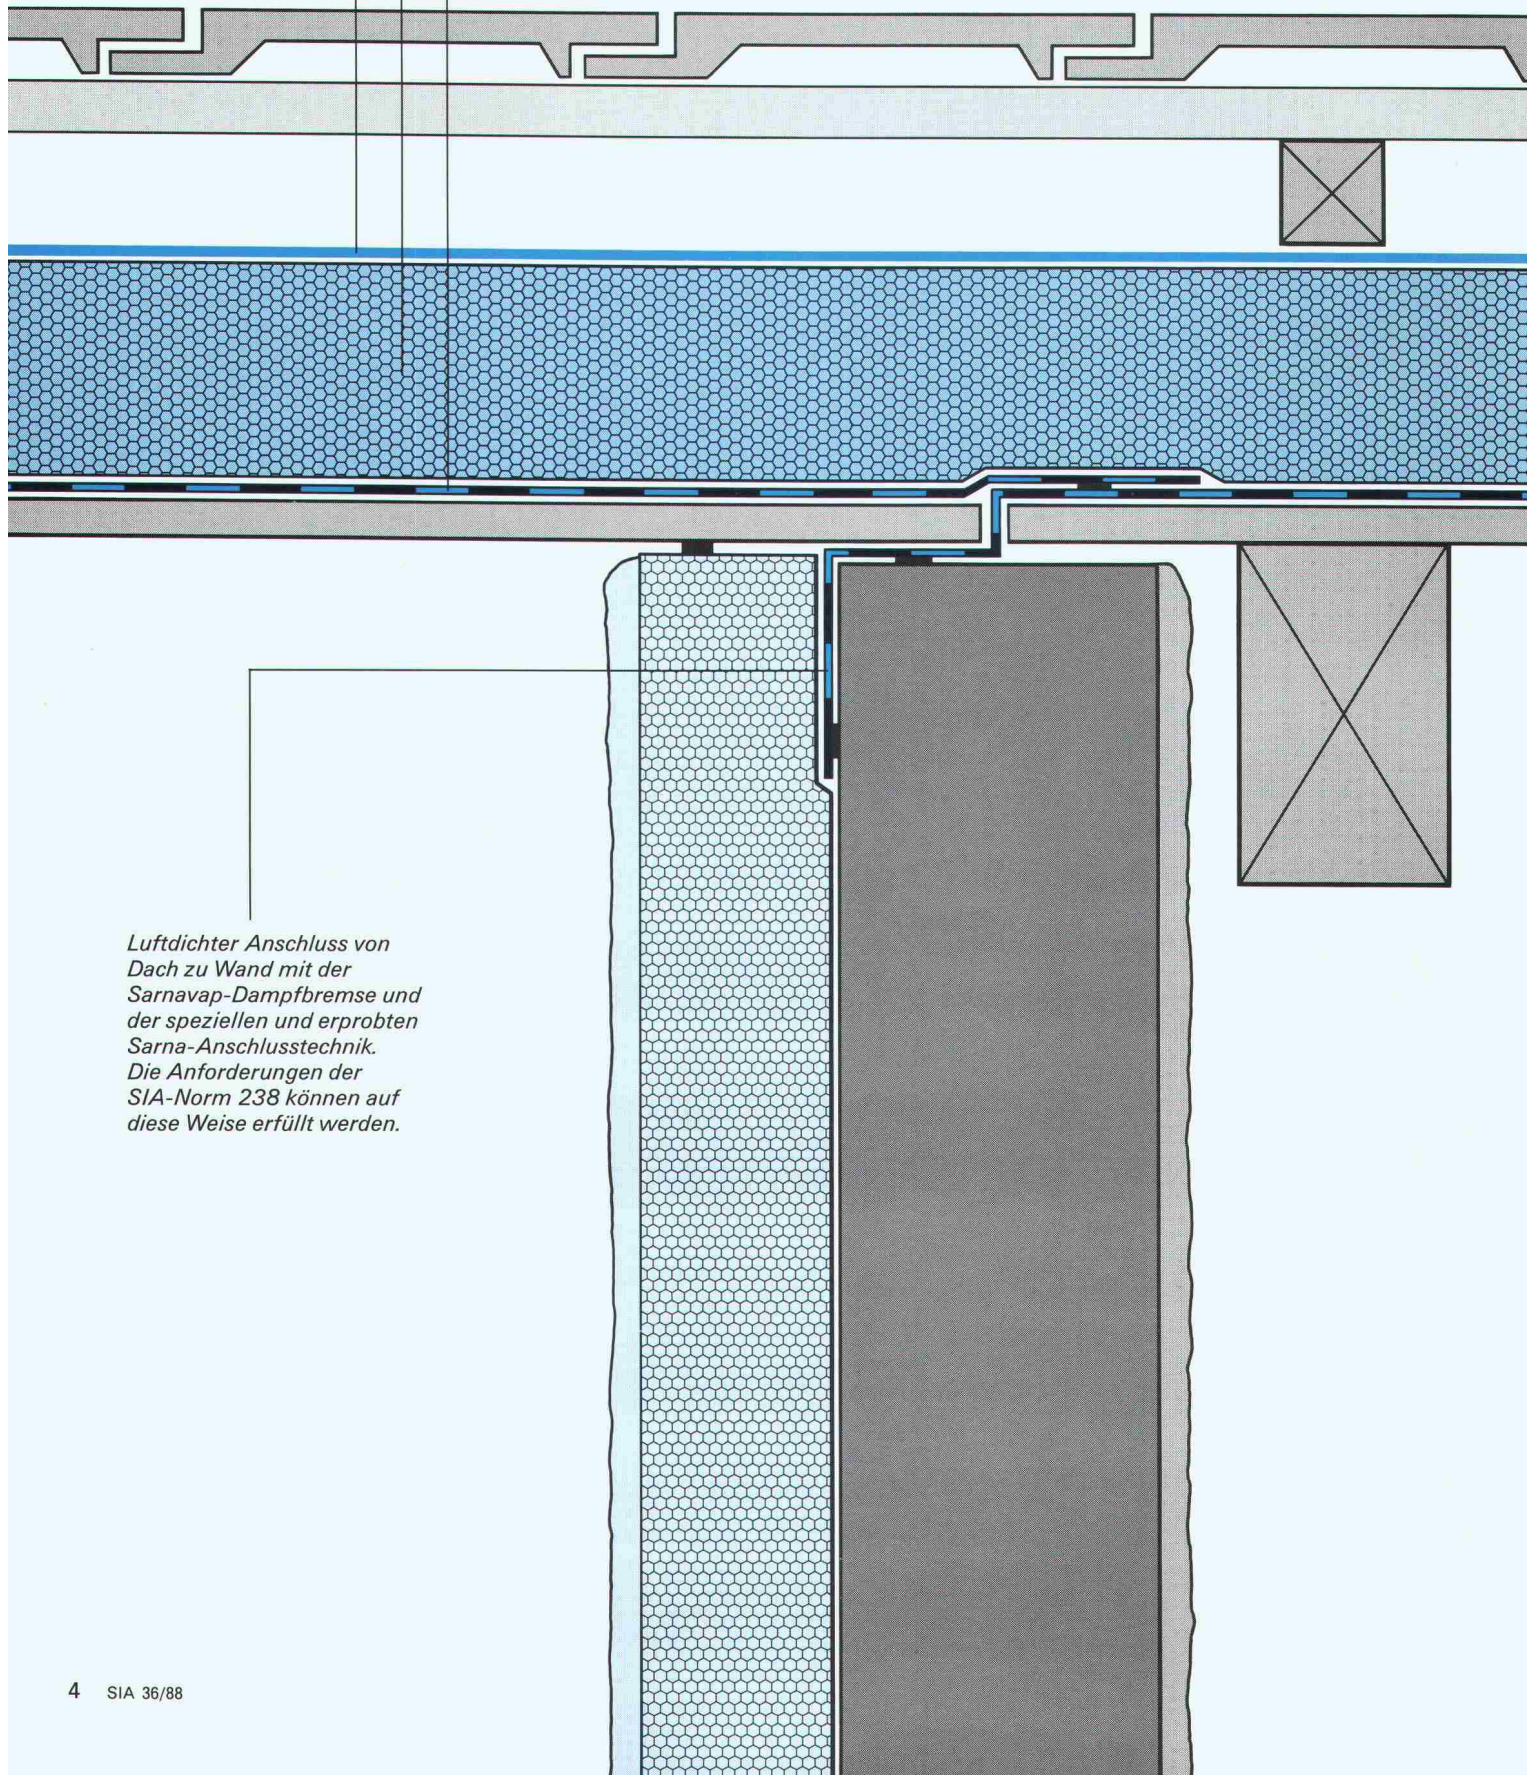 Luftdichter Anschluss von
Dach zu Wand mit der
Sarnavap-Dampfbremse und
der speziellen und erprobten
Sarna-Anschlusstechnik.
Die Anforderungen der
SIA-Norm 238 können auf
diese Weise erfüllt werden.
4 SIA 36/88